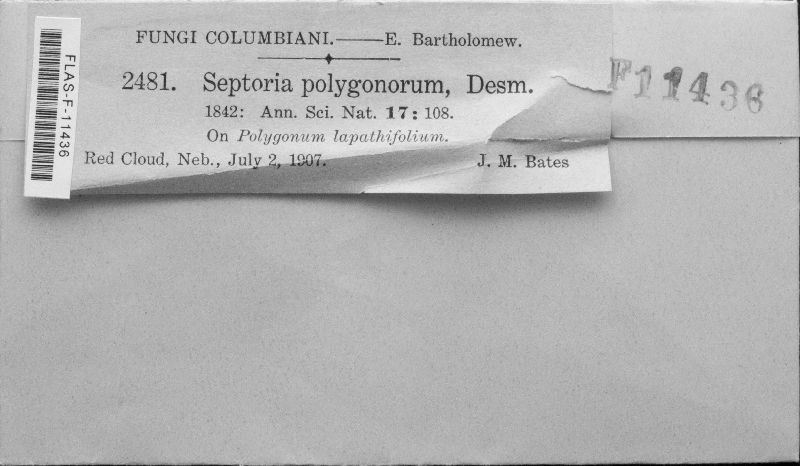 FUNGI COLUMBIANI.——E. Bartholomew.
2481. Septoria polygonorum, Desm.
1842: Ann. Sci. Nat. 17: 108.
On Polygonum lapathifolium.
Red Cloud, Neb., July 2, 1907. J. M. Bates
FLAS-F-11436
F11436